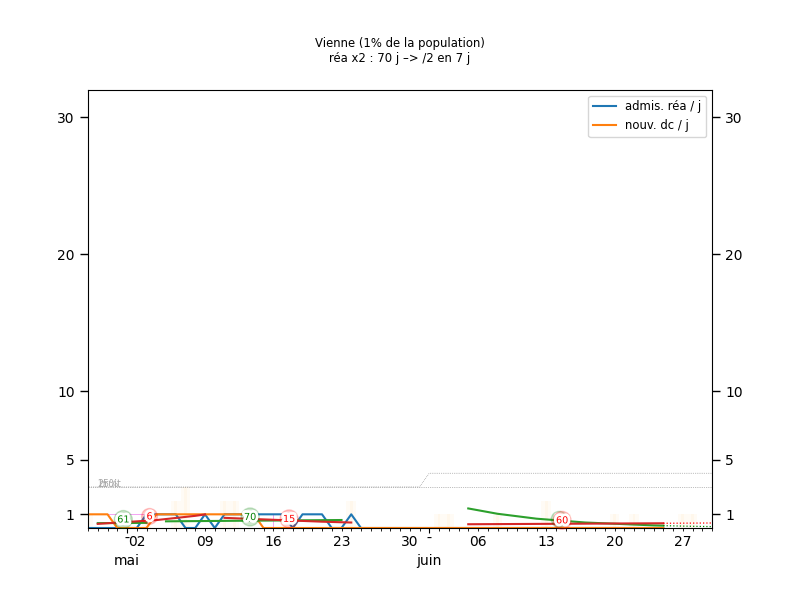 Vienne (1% de la population)
réa x2 : 70 j –> /2 en 7 j
admis. réa / j
nouv. dc / j
30 30
20 20
10 10
5 5
1 1
61 6 70 15 60
02 09 16 23 30 06 13 20 27
mai juin